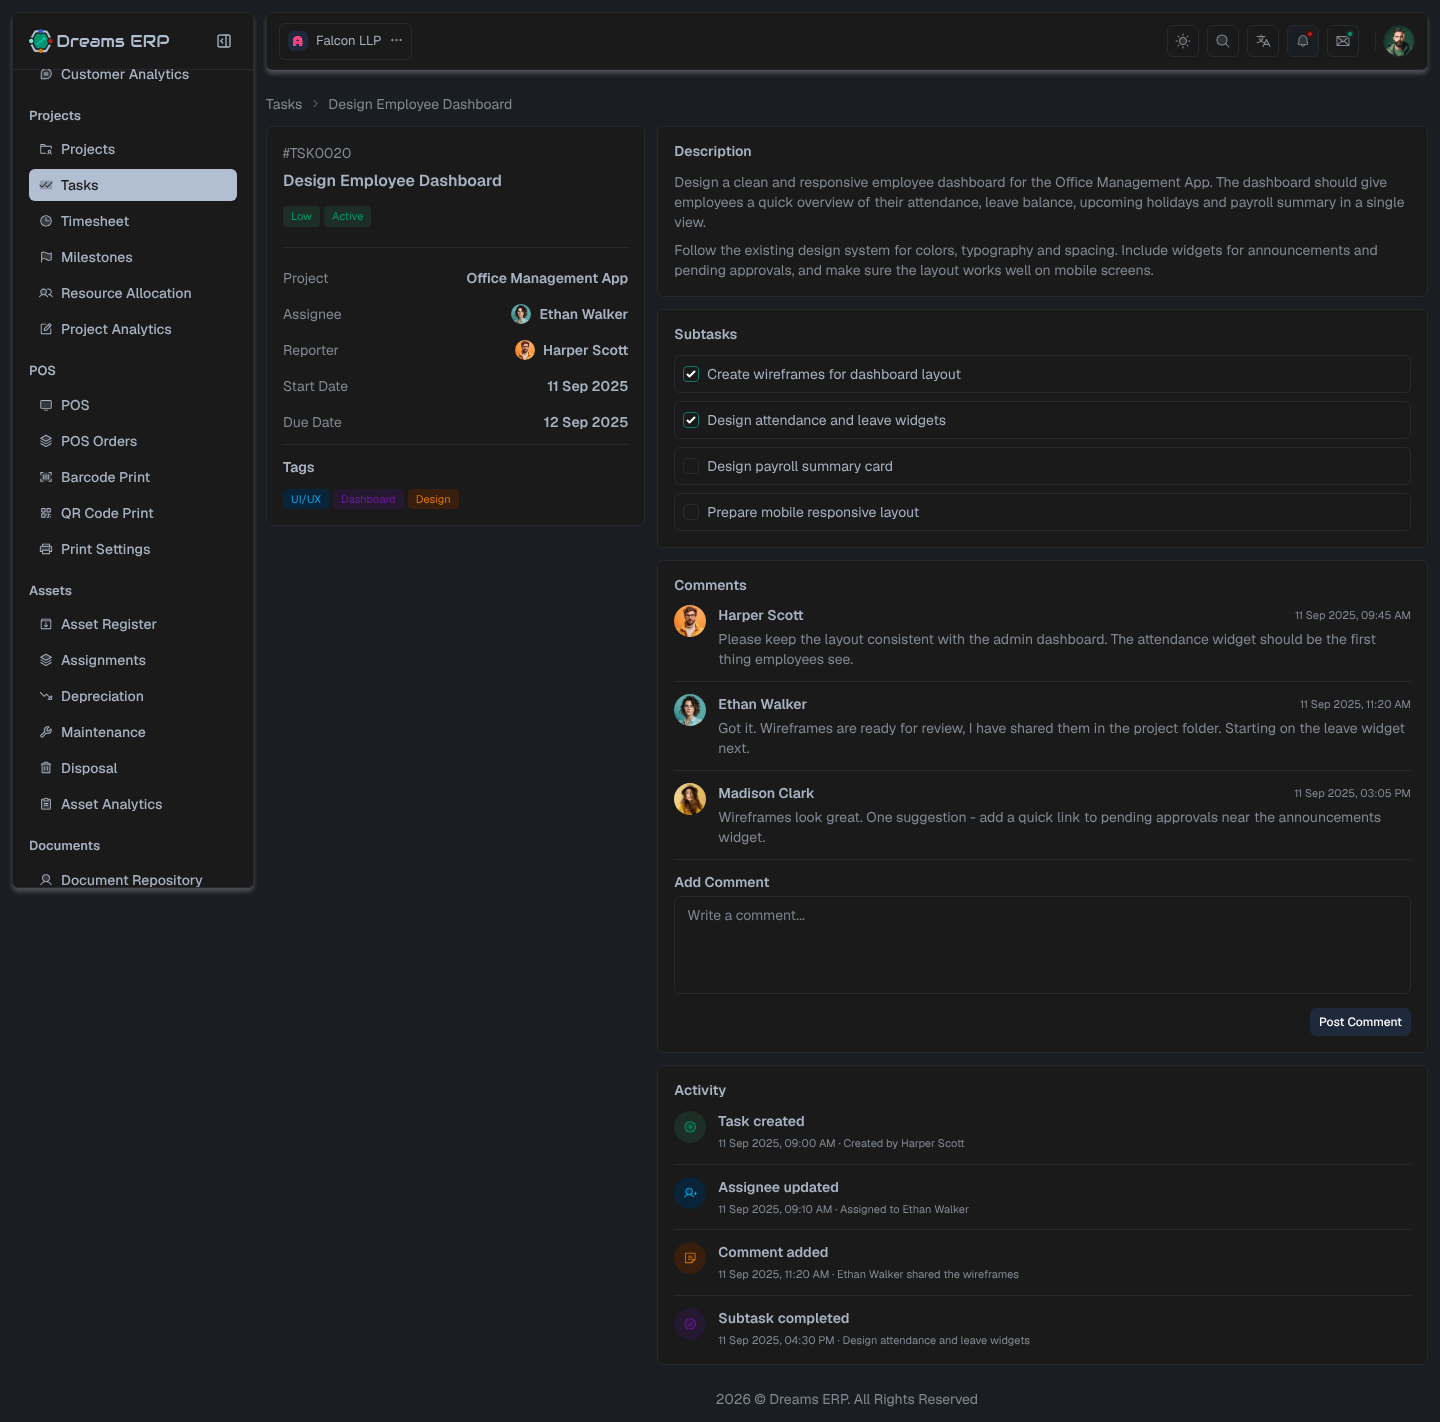 Dreams ERP
Customer Analytics
Projects
Projects
Tasks
Timesheet
Milestones
Resource Allocation
Project Analytics
POS
POS
POS Orders
Barcode Print
QR Code Print
Print Settings
Assets
Asset Register
Assignments
Depreciation
Maintenance
Disposal
Asset Analytics
Documents
Document Repository
Falcon LLP
Tasks
Design Employee Dashboard
#TSK0020
Design Employee Dashboard
Low Active
Project Office Management App
Assignee Ethan Walker
Reporter Harper Scott
Start Date 11 Sep 2025
Due Date 12 Sep 2025
Tags
UI/UX Dashboard Design
Description
Design a clean and responsive employee dashboard for the Office Management App. The dashboard should give
employees a quick overview of their attendance, leave balance, upcoming holidays and payroll summary in a single
view.
Follow the existing design system for colors, typography and spacing. Include widgets for announcements and
pending approvals, and make sure the layout works well on mobile screens.
Subtasks
Create wireframes for dashboard layout
Design attendance and leave widgets
Design payroll summary card
Prepare mobile responsive layout
Comments
Harper Scott 11 Sep 2025, 09:45 AM
Please keep the layout consistent with the admin dashboard. The attendance widget should be the first
thing employees see.
Ethan Walker 11 Sep 2025, 11:20 AM
Got it. Wireframes are ready for review, I have shared them in the project folder. Starting on the leave widget
next.
Madison Clark 11 Sep 2025, 03:05 PM
Wireframes look great. One suggestion - add a quick link to pending approvals near the announcements
widget.
Add Comment
Write a comment...
Post Comment
Activity
Task created
11 Sep 2025, 09:00 AM · Created by Harper Scott
Assignee updated
11 Sep 2025, 09:10 AM · Assigned to Ethan Walker
Comment added
11 Sep 2025, 11:20 AM · Ethan Walker shared the wireframes
Subtask completed
11 Sep 2025, 04:30 PM · Design attendance and leave widgets
2026 © Dreams ERP. All Rights Reserved